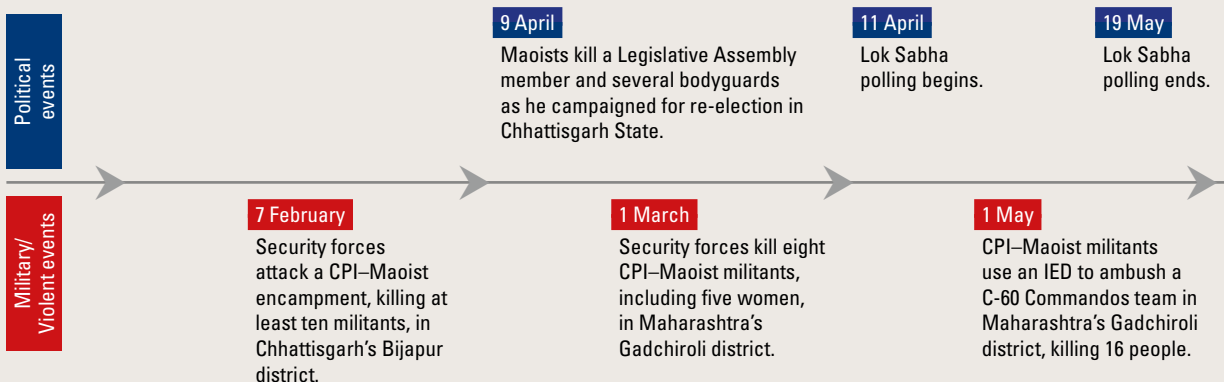 Political
events
9 April
Maoists kill a Legislative Assembly
member and several bodyguards
as he campaigned for re-election in
Chhattisgarh State.
11 April
Lok Sabha
polling begins.
19 May
Lok Sabha
polling ends.
Military/
Violent events
7 February
Security forces
attack a CPI–Maoist
encampment, killing at
least ten militants, in
Chhattisgarh’s Bijapur
district.
1 March
Security forces kill eight
CPI–Maoist militants,
including five women,
in Maharashtra’s
Gadchiroli district.
1 May
CPI–Maoist militants
use an IED to ambush a
C-60 Commandos team in
Maharashtra’s Gadchiroli
district, killing 16 people.